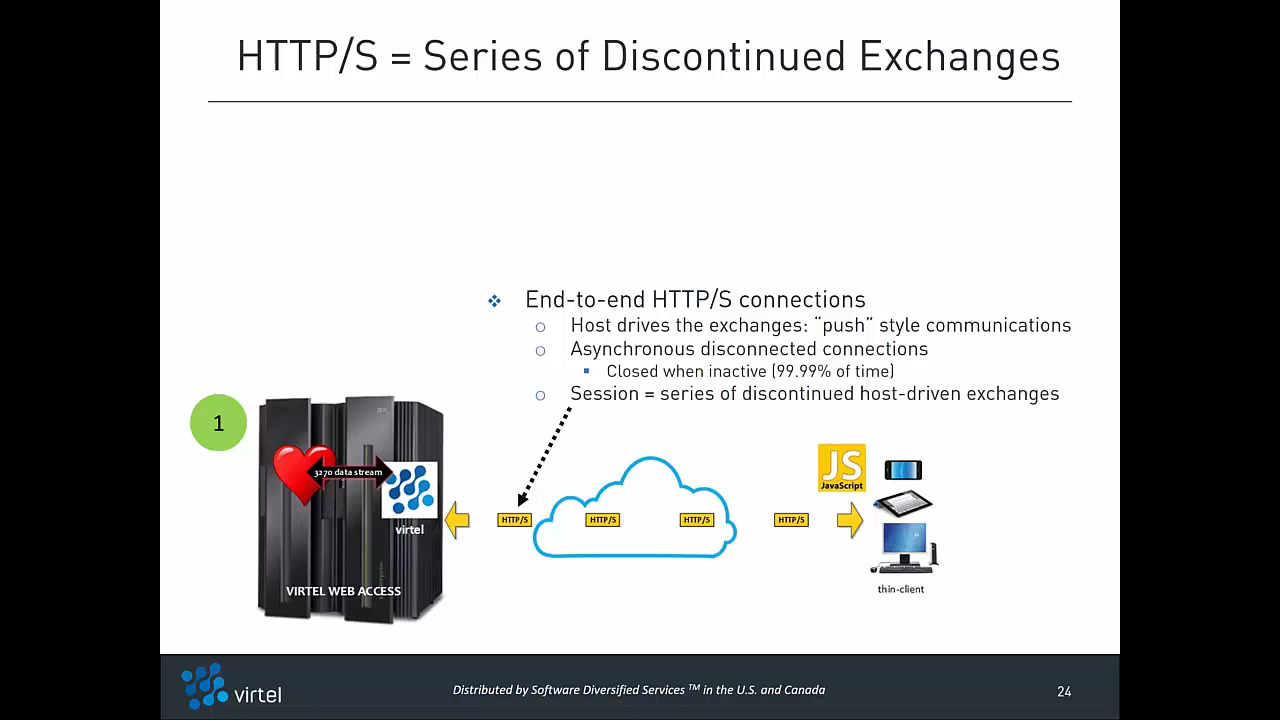 HTTP/S = Series of Discontinued Exchanges
End-to-end HTTP/S connections
Host drives the exchanges: “push” style communications
Asynchronous disconnected connections
Closed when inactive (99.99% of time)
Session = series of discontinued host-driven exchanges
1
3270 data stream
virtel
VIRTEL WEB ACCESS
HTTP/S
HTTP/S
HTTP/S
HTTP/S
JS
JavaScript
thin-client
virtel
Distributed by Software Diversified Services TM in the U.S. and Canada
24